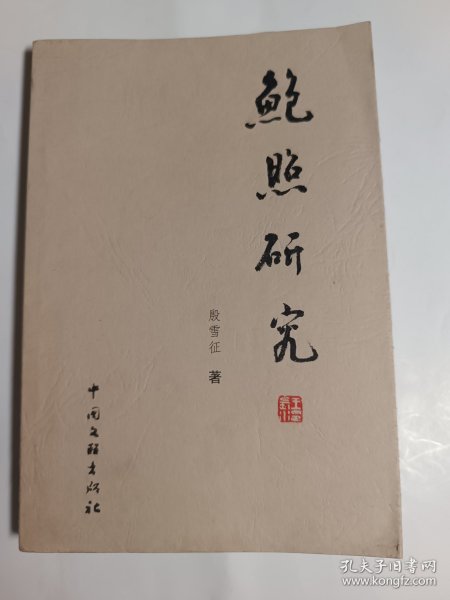 鲍照研究
殷雪征 著
中国文联出版社
孔夫子旧书网
www.kongfz.com